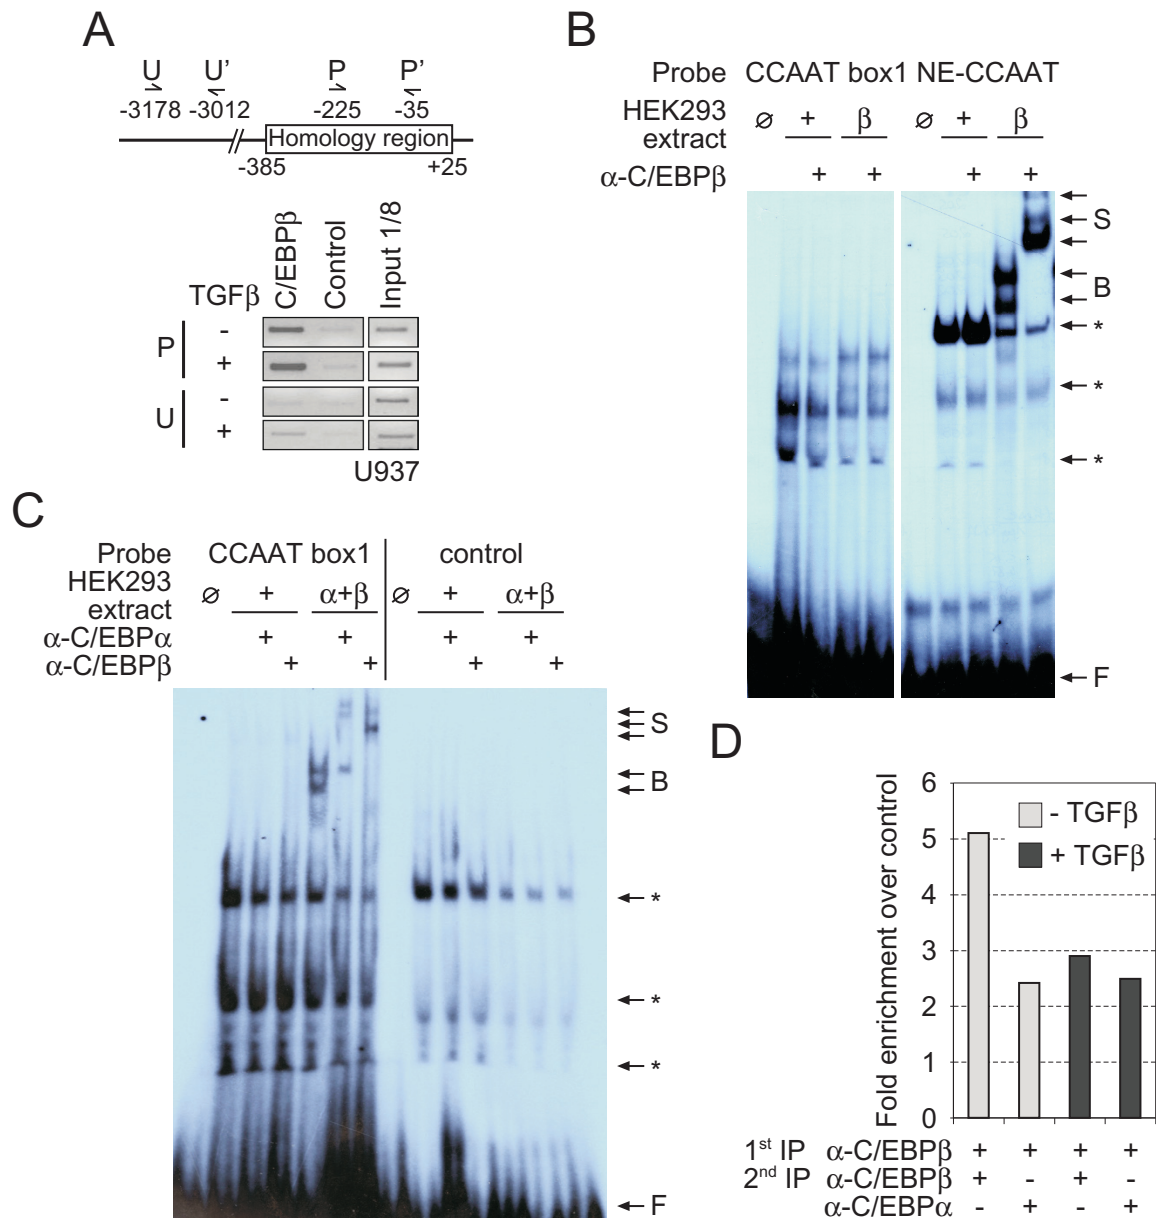 A
U U' P P'
-3178 -3012 -225 -35
Homology region
-385 +25
TGFβ C/EBPβ Control Input 1/8
P - +
U - +
U937
B
Probe CCAAT box1 NE-CCAAT
HEK293 extract ⌀ + β ⌀ + β
α-C/EBPβ + + + +
S
B
*
*
*
F
C
Probe CCAAT box1 control
HEK293 extract ⌀ + α+β ⌀ + α+β
α-C/EBPα + + + +
α-C/EBPβ + + + +
S
B
*
*
*
F
D
Fold enrichment over control
6
5
4
3
2
1
0
- TGFβ
+ TGFβ
1st IP α-C/EBPβ + + + +
2nd IP α-C/EBPβ + - + -
α-C/EBPα - + - +